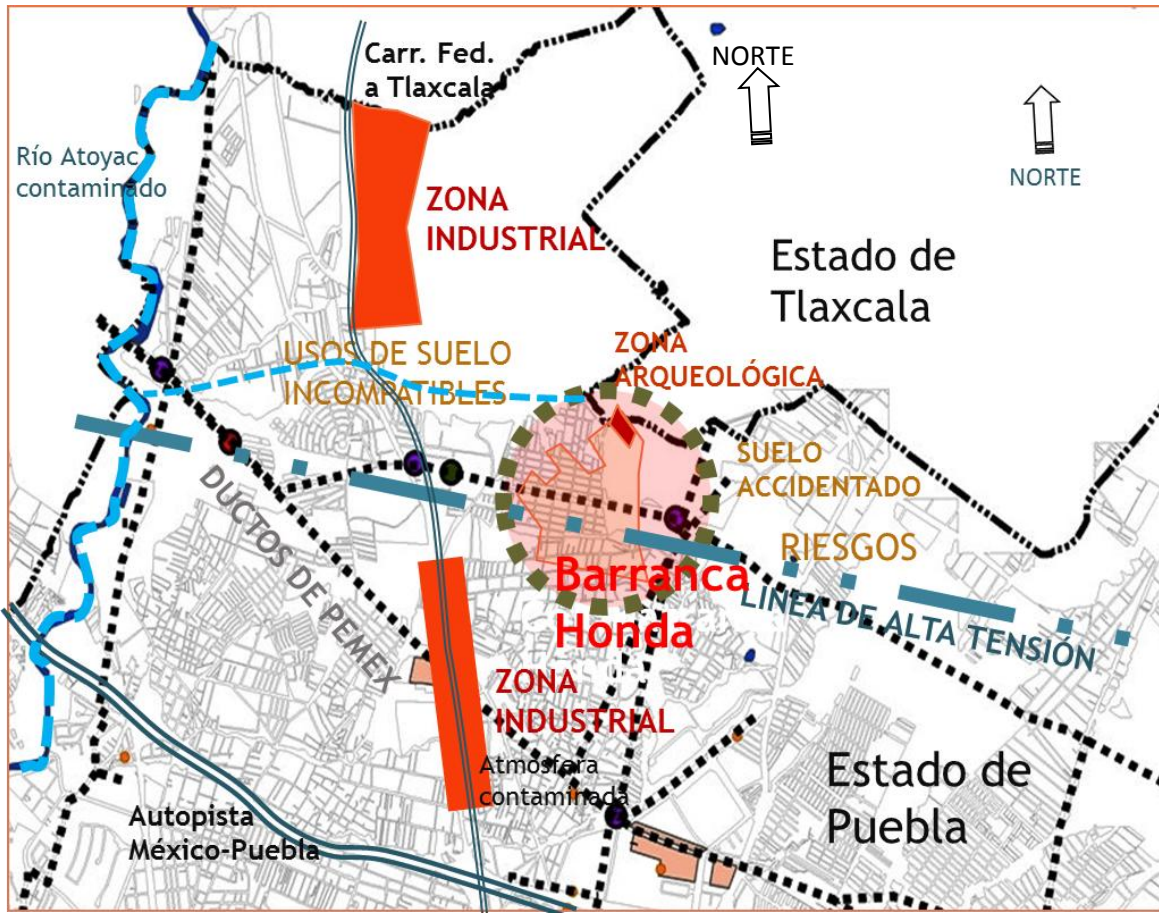 Carr. Fed.
a Tlaxcala
NORTE
NORTE
Río Atoyac
contaminado
ZONA
INDUSTRIAL
Estado de
Tlaxcala
USOS DE SUELO
INCOMPATIBLES
ZONA
ARQUEOLÓGICA
SUELO
ACCIDENTADO
RIESGOS
DUCTOS DE PEMEX
Barranca
Honda
LÍNEA DE ALTA TENSIÓN
ZONA
INDUSTRIAL
Atmósfera
contaminada
Estado de
Puebla
Autopista
México-Puebla